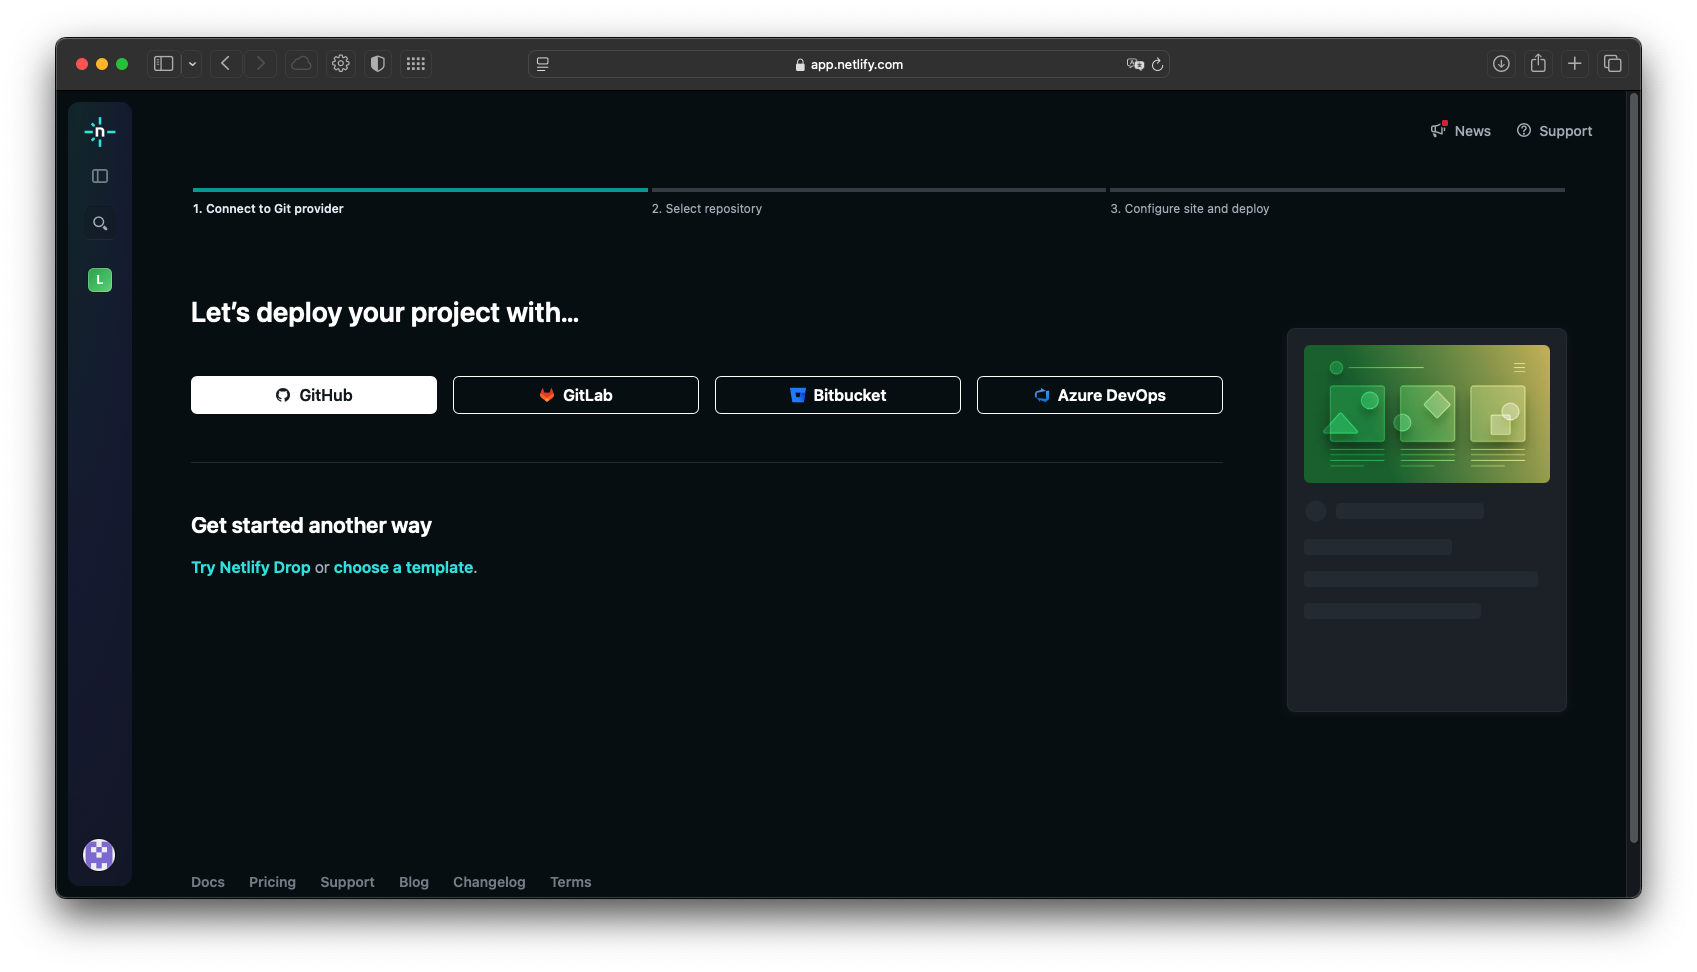 app.netlify.com
n
News
Support
1. Connect to Git provider
2. Select repository
3. Configure site and deploy
L
Let’s deploy your project with…
GitHub
GitLab
Bitbucket
Azure DevOps
Get started another way
Try Netlify Drop or choose a template.
Docs
Pricing
Support
Blog
Changelog
Terms